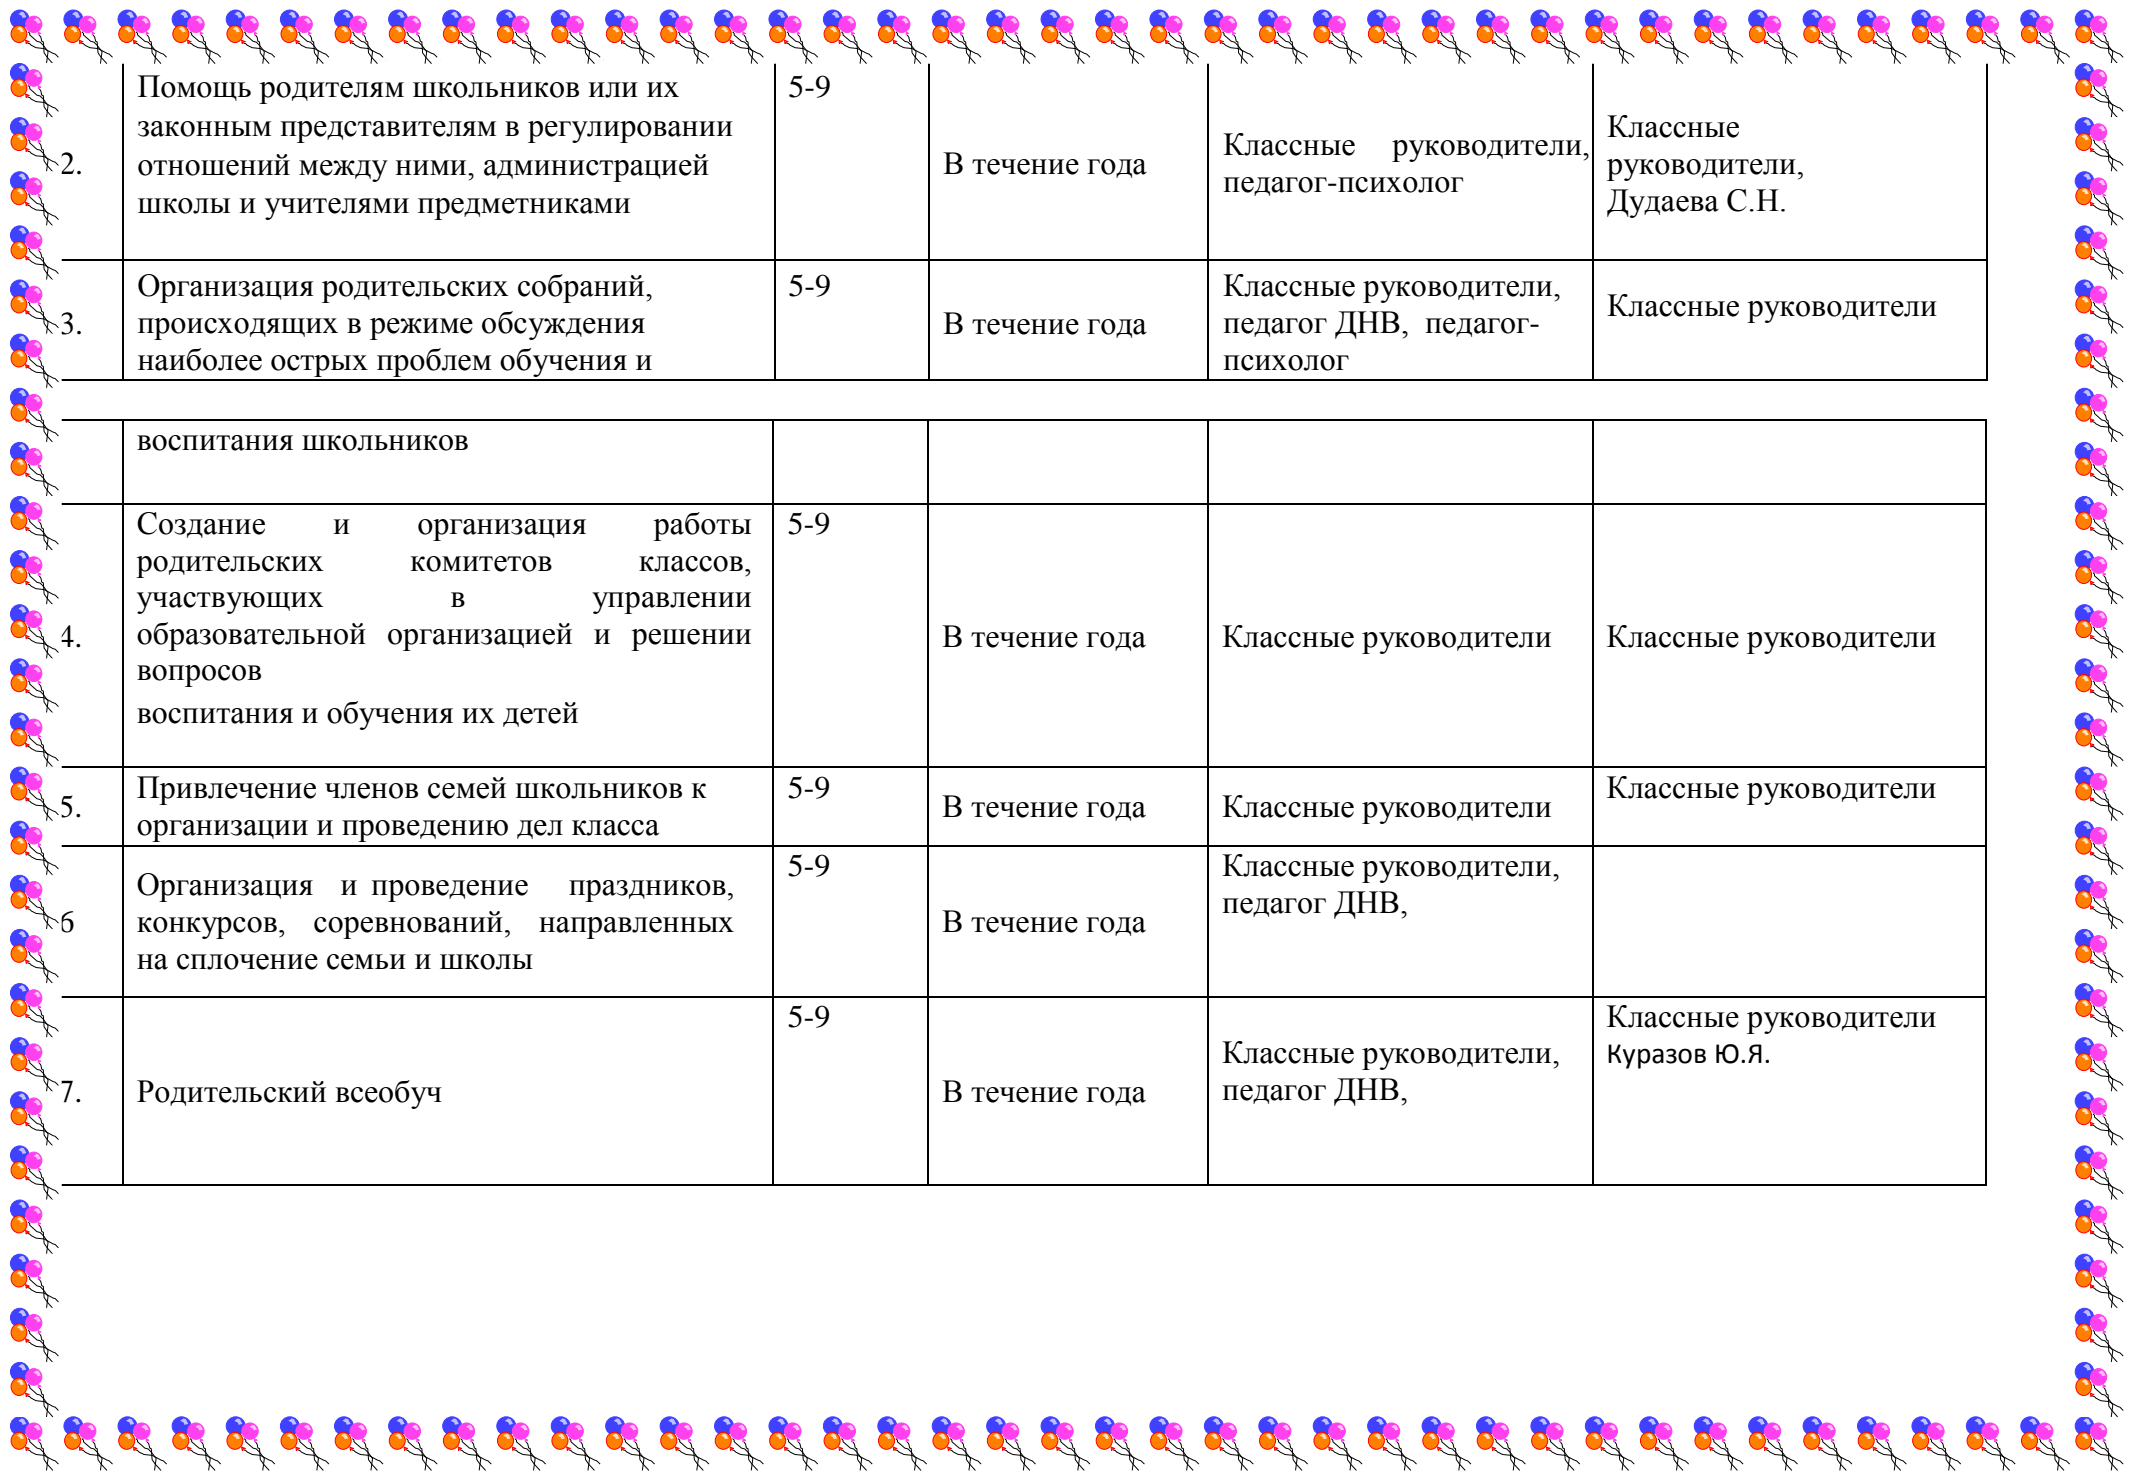 2.
Помощь родителям школьников или их
законным представителям в регулировании
отношений между ними, администрацией
школы и учителями предметниками
5-9
В течение года
Классные руководители,
педагог-психолог
Классные
руководители,
Дудаева С.Н.
3.
Организация родительских собраний,
происходящих в режиме обсуждения
наиболее острых проблем обучения и
5-9
В течение года
Классные руководители,
педагог ДНВ, педагог-
психолог
Классные руководители
воспитания школьников
4.
Создание и организация работы
родительских комитетов классов,
участвующих в управлении
образовательной организацией и решении
вопросов
воспитания и обучения их детей
5-9
В течение года
Классные руководители
Классные руководители
5.
Привлечение членов семей школьников к
организации и проведению дел класса
5-9
В течение года
Классные руководители
Классные руководители
6
Организация и проведение праздников,
конкурсов, соревнований, направленных
на сплочение семьи и школы
5-9
В течение года
Классные руководители,
педагог ДНВ,
7.
Родительский всеобуч
5-9
В течение года
Классные руководители,
педагог ДНВ,
Классные руководители
Куразов Ю.Я.